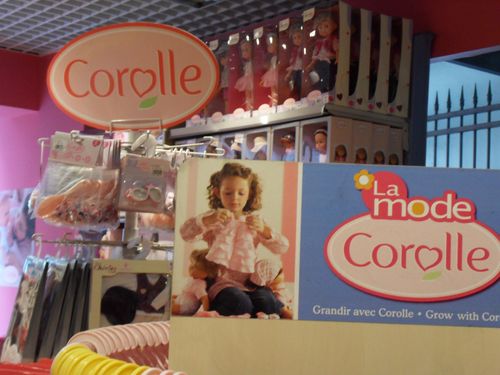 Corolle
La
mode
Corolle
Grandir avec Corolle • Grow with Cor